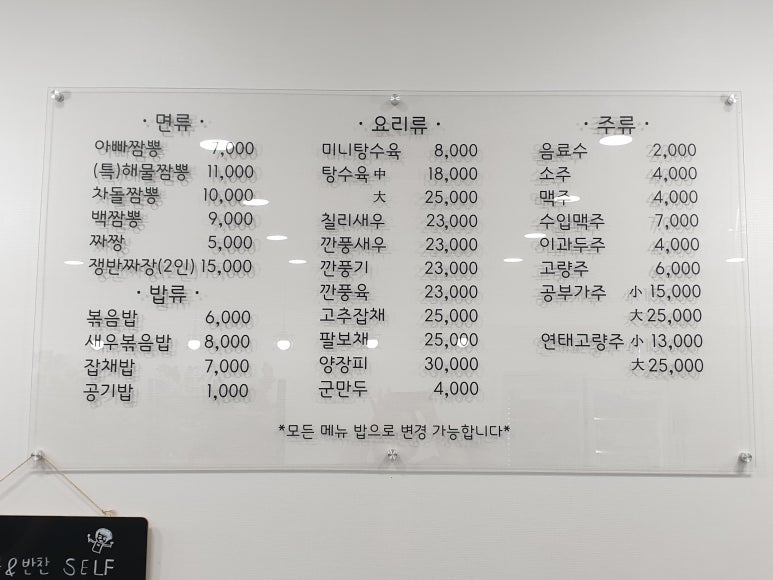 · 면류 ·
아빠짬뽕 7,000
(특)해물짬뽕 11,000
차돌짬뽕 10,000
백짬뽕 9,000
짜짱 5,000
쟁반짜장(2인) 15,000
· 밥류 ·
볶음밥 6,000
새우볶음밥 8,000
잡채밥 7,000
공기밥 1,000
· 요리류 ·
미니탕수육 8,000
탕수육 中 18,000
大 25,000
칠리새우 23,000
깐풍새우 23,000
깐풍기 23,000
깐풍육 23,000
고추잡채 25,000
팔보채 25,000
양장피 30,000
군만두 4,000
· 주류 ·
음료수 2,000
소주 4,000
맥주 4,000
수입맥주 7,000
이과두주 4,000
고량주 6,000
공부가주 小 15,000
大 25,000
연태고량주 小 13,000
大 25,000
*모든 메뉴 밥으로 변경 가능합니다*
&반찬 SELF